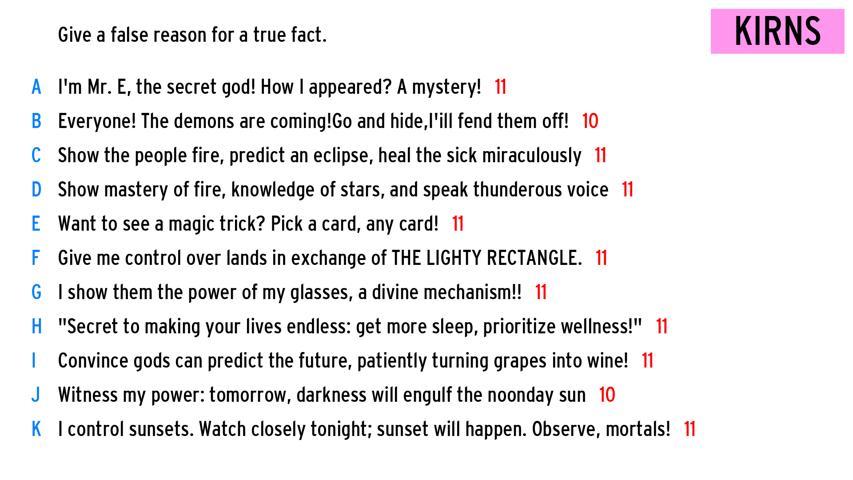 Give a false reason for a true fact.
KIRNS
A I'm Mr. E, the secret god! How I appeared? A mystery! 11
B Everyone! The demons are coming!Go and hide,I'ill fend them off! 10
C Show the people fire, predict an eclipse, heal the sick miraculously 11
D Show mastery of fire, knowledge of stars, and speak thunderous voice 11
E Want to see a magic trick? Pick a card, any card! 11
F Give me control over lands in exchange of THE LIGHTY RECTANGLE. 11
G I show them the power of my glasses, a divine mechanism!! 11
H "Secret to making your lives endless: get more sleep, prioritize wellness!" 11
I Convince gods can predict the future, patiently turning grapes into wine! 11
J Witness my power: tomorrow, darkness will engulf the noonday sun 10
K I control sunsets. Watch closely tonight; sunset will happen. Observe, mortals! 11